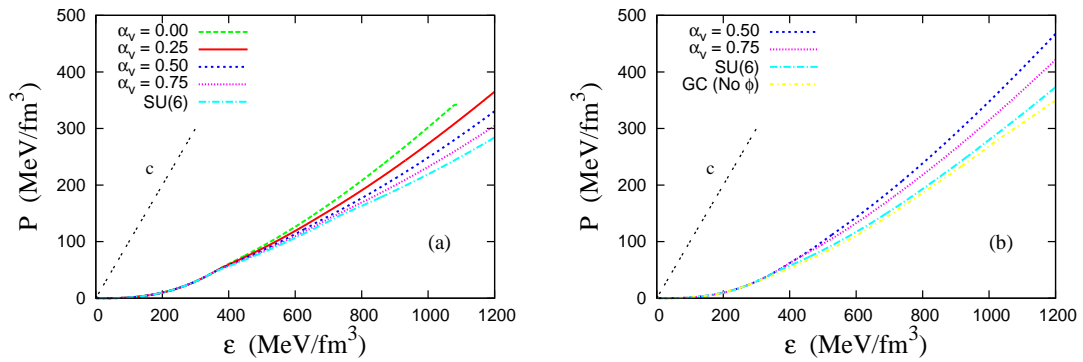 P (MeV/fm³)
500
400
300
200
100
0
α_v = 0.00
α_v = 0.25
α_v = 0.50
α_v = 0.75
SU(6)
c
(a)
0 200 400 600 800 1000 1200
ε (MeV/fm³)
P (MeV/fm³)
500
400
300
200
100
0
α_v = 0.50
α_v = 0.75
SU(6)
GC (No ϕ)
c
(b)
0 200 400 600 800 1000 1200
ε (MeV/fm³)